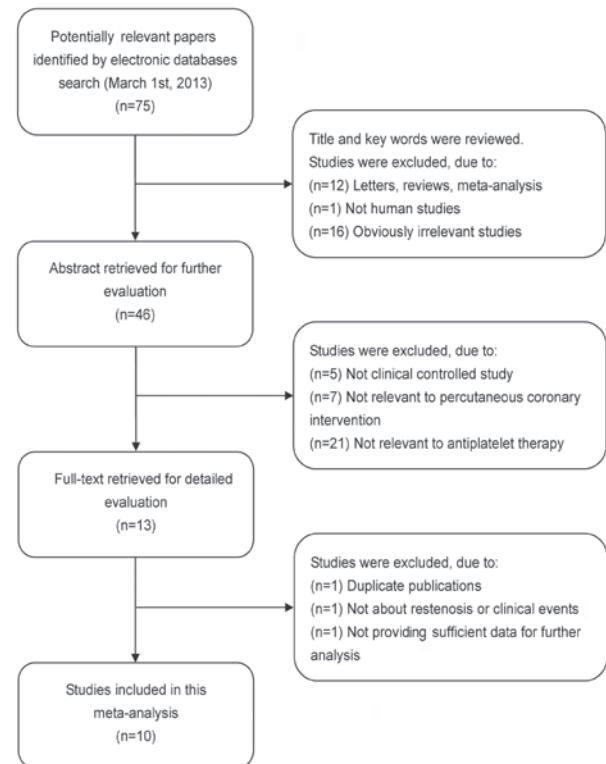 Potentially relevant papers
identified by electronic databases
search (March 1st, 2013)
(n=75)
Title and key words were reviewed.
Studies were excluded, due to:
(n=12) Letters, reviews, meta-analysis
(n=1) Not human studies
(n=16) Obviously irrelevant studies
Abstract retrieved for further
evaluation
(n=46)
Studies were excluded, due to:
(n=5) Not clinical controlled study
(n=7) Not relevant to percutaneous coronary
intervention
(n=21) Not relevant to antiplatelet therapy
Full-text retrieved for detailed
evaluation
(n=13)
Studies were excluded, due to:
(n=1) Duplicate publications
(n=1) Not about restenosis or clinical events
(n=1) Not providing sufficient data for further
analysis
Studies included in this
meta-analysis
(n=10)